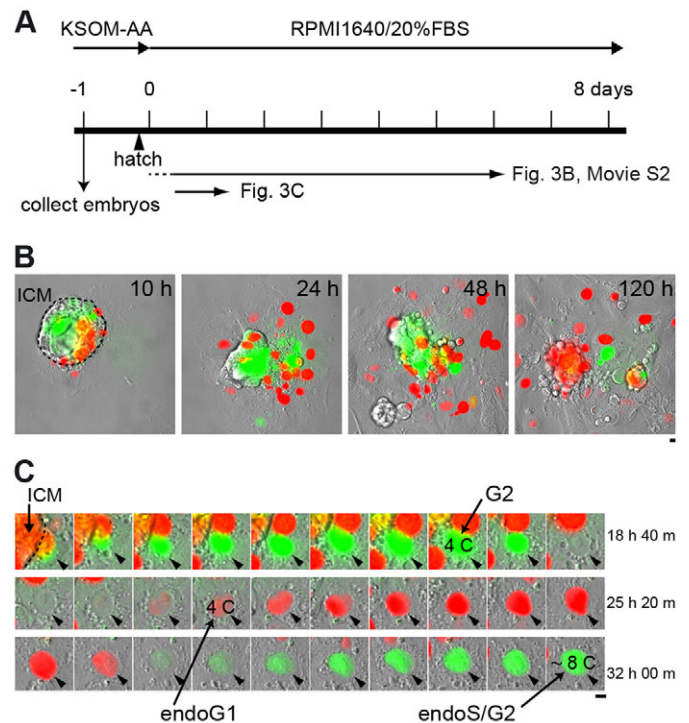 A
KSOM-AA
RPMI1640/20%FBS
-1
0
8 days
hatch
collect embryos
Fig. 3B, Movie S2
Fig. 3C
B
ICM
10 h
24 h
48 h
120 h
C
ICM
G2
4 C
18 h 40 m
4 C
25 h 20 m
~ 8 C
32 h 00 m
endoG1
endoS/G2